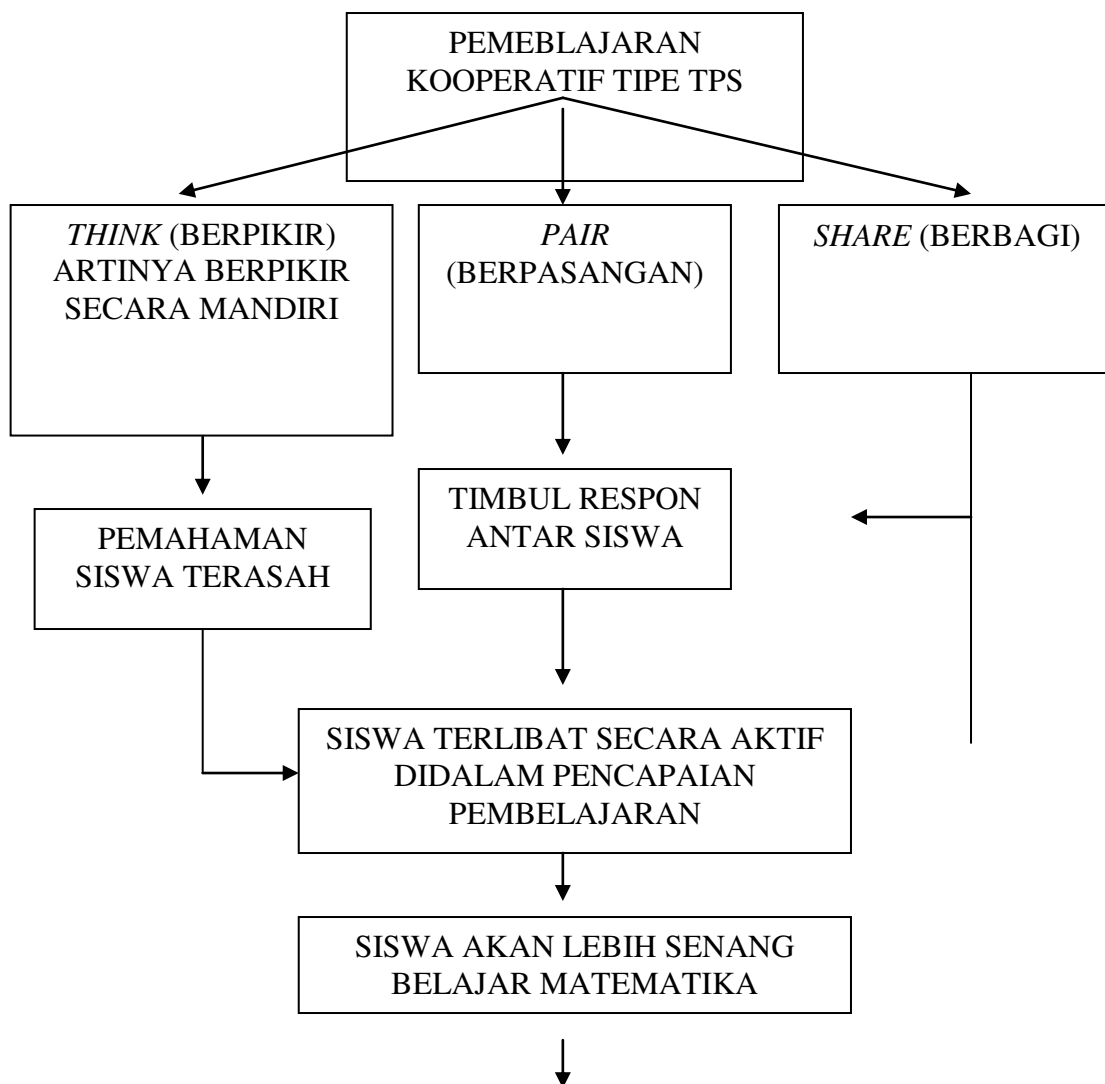 PEMEBLAJARAN
KOOPERATIF TIPE TPS
THINK (BERPIKIR)
ARTINYA BERPIKIR
SECARA MANDIRI
PAIR
(BERPASANGAN)
SHARE (BERBAGI)
PEMAHAMAN
SISWA TERASAH
TIMBUL RESPON
ANTAR SISWA
SISWA TERLIBAT SECARA AKTIF
DIDALAM PENCAPAIAN
PEMBELAJARAN
SISWA AKAN LEBIH SENANG
BELAJAR MATEMATIKA